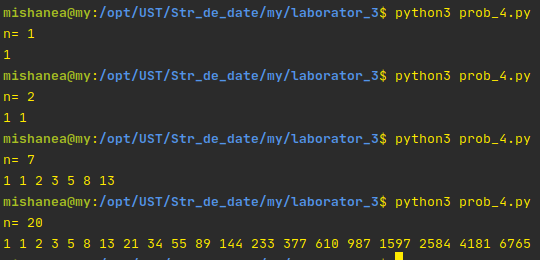 mishanea@my:/opt/UST/Str_de_date/my/laborator_3$ python3 prob_4.py
n= 1
1
mishanea@my:/opt/UST/Str_de_date/my/laborator_3$ python3 prob_4.py
n= 2
1 1
mishanea@my:/opt/UST/Str_de_date/my/laborator_3$ python3 prob_4.py
n= 7
1 1 2 3 5 8 13
mishanea@my:/opt/UST/Str_de_date/my/laborator_3$ python3 prob_4.py
n= 20
1 1 2 3 5 8 13 21 34 55 89 144 233 377 610 987 1597 2584 4181 6765